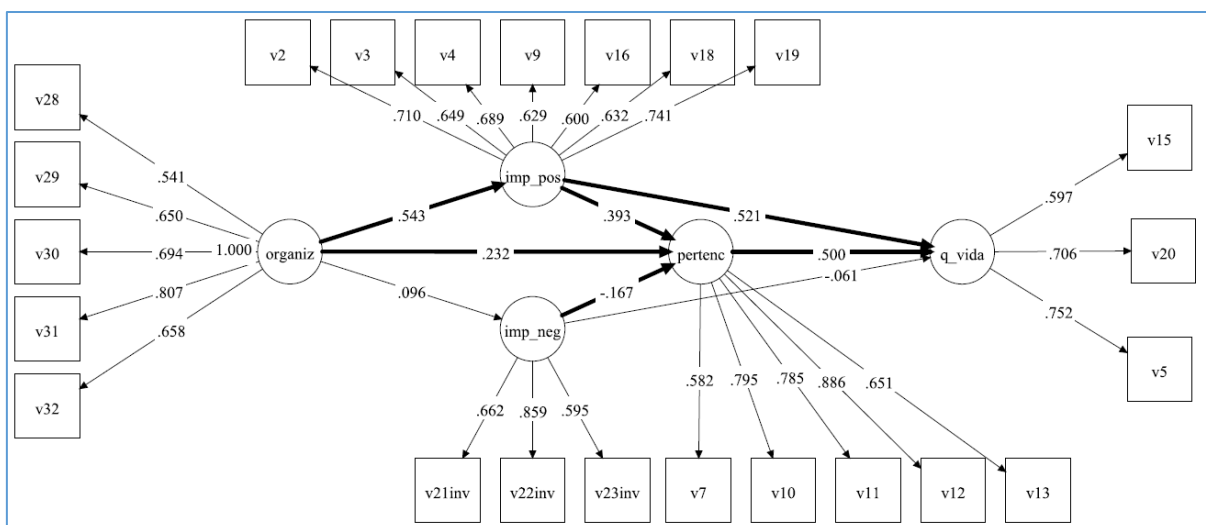 v2 v3 v4 v9 v16 v18 v19
v28
v15
.710 .649 .689 .629 .600 .632 .741
v29
.541
.597
imp_pos
.650
.543 .393 .521
v30 .694 1.000 organiz .232 pertenc .500 q_vida .706 v20
-.167 -.061
.807 .096
v31
.658
imp_neg
.752
v5
v32
.582 .795 .785 .886 .651
.662 .859 .595
v21inv v22inv v23inv v7 v10 v11 v12 v13